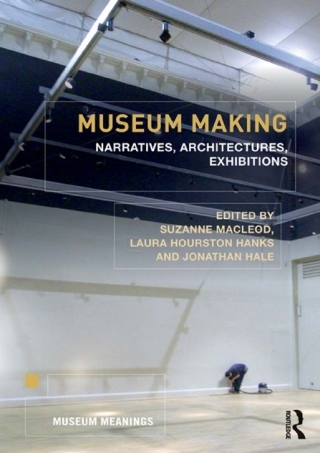 MUSEUM MAKING
NARRATIVES, ARCHITECTURES,
EXHIBITIONS
EDITED BY
SUZANNE MACLEOD,
LAURA HOURSTON HANKS
AND JONATHAN HALE
MUSEUM MEANINGS
ROUTLEDGE